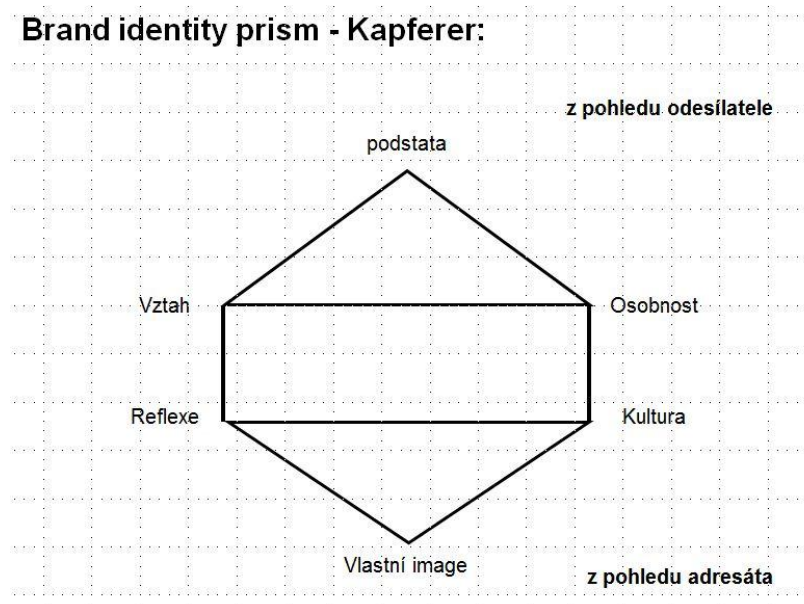 Brand identity prism - Kapferer:
z pohledu odesílatele
podstata
Vztah
Osobnost
Reflexe
Kultura
Vlastní image
z pohledu adresáta